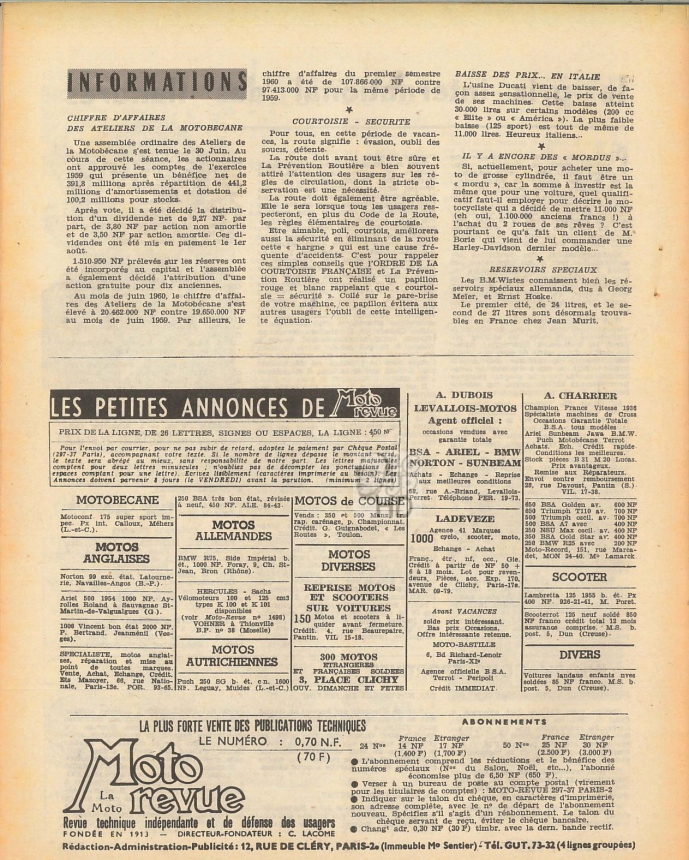 INFORMATIONS
CHIFFRE D'AFFAIRES
DES ATELIERS DE LA MOTOBECANE
Une assemblée ordinaire des Ateliers de
la Motobécane s'est tenue le 30 Juin. Au
cours de cette séance, les actionnaires
ont approuvé les comptes de l'exercice
1959 qui présente un bénéfice net de
391,8 millions après répartition de 441,2
millions d'amortissements et dotation de
100,2 millions pour stocks.
Après vote, il a été décidé la distribu-
tion d'un dividende net de 9,27 NF. par
part, de 3,80 NF par action non amortie
et de 3,50 NF par action amortie. Ces di-
videndes ont été mis en paiement le 1er
août.
1.510.950 NF prélevés sur les réserves ont
été incorporés au capital et l'assemblée
a également décidé l'attribution d'une
action gratuite pour dix anciennes.
Au mois de juin 1960, le chiffre d'affai-
res des Ateliers de la Motobécane s'est
élevé à 20.462.000 NF contre 19.650.000 NF
au mois de juin 1959. Par ailleurs, le
chiffre d'affaires du premier semestre
1960 a été de 107.866.000 NF contre
97.413.000 NF pour la même période de
1959.
COURTOISIE - SECURITE
Pour tous, en cette période de vacan-
ces, la route signifie : évasion, oubli des
soucis, détente.
La route doit avant tout être sûre et
La Prévention Routière a bien souvent
attiré l'attention des usagers sur les rè-
gles de circulation, dont la stricte ob-
servation est une nécessité.
La route doit également être agréable.
Elle le sera lorsque tous les usagers res-
pecteront, en plus du Code de la Route,
les règles élémentaires de courtoisie.
Etre aimable, poli, courtois, améliorera
aussi la sécurité en éliminant de la route
cette « hargne » qui est une cause fré-
quente d'accidents. C'est pour rappeler
ces simples conseils que l'ORDRE DE LA
COURTOISIE FRANÇAISE et La Préven-
tion Routière ont réalisé un papillon
rouge et blanc rappelant que « courtoi-
sie = sécurité ». Collé sur le pare-brise
de votre machine, ce papillon évitera aux
autres usagers l'oubli de cette intelligen-
te équation.
BAISSE DES PRIX... EN ITALIE
L'usine Ducati vient de baisser, de fa-
çon assez sensationnelle, le prix de vente
de ses machines. Cette baisse atteint
30.000 lires sur certains modèles (200 cc
« Elite » ou « América »). La plus faible
baisse (125 sport) est tout de même de
11.000 lires. Heureux italiens...
IL Y A ENCORE DES « MORDUS »...
Si, actuellement, pour acheter une mo-
to de grosse cylindrée, il faut être un
« mordu », car la somme à investir est la
même que pour une voiture, quel qualifi-
catif faut-il employer pour décrire le mo-
tocycliste qui a décidé de mettre 11.000 NF
(eh oui, 1.100.000 anciens francs !) à
l'achat du 2 roues de ses rêves ? C'est
pourtant ce qu'a fait un client de M.
Borie qui vient de lui commander une
Harley-Davidson dernier modèle...
RESERVOIRS SPECIAUX
Les B.M.Wistes connaissent bien les ré-
servoirs spéciaux allemands, dus à Georg
Meier, et Ernst Hoske.
Le premier cité, de 24 litres, et le se-
cond de 27 litres sont désormais trouva-
bles en France chez Jean Murit.
LES PETITES ANNONCES DE Moto revue
PRIX DE LA LIGNE, DE 26 LETTRES, SIGNES OU ESPACES, LA LIGNE : 450 NF
Pour l'envoi par courrier, pour ne pas subir de retard, adoptez le paiement par Chèque Postal
(297-37 Paris), accompagnant votre texte. Si le nombre de lignes dépasse le montant
le texte sera abrégé au mieux, sans responsabilité de notre part. Les lettres majuscules
comptent pour deux lettres minuscules ; n'oubliez pas de décompter les ponctuations
espaces comptent pour une lettre). Ecrivez lisiblement (caractères imprimerie au besoin). Les
Annonces doivent parvenir 8 jours (le VENDREDI) avant la parution. (minimum lignes)
MOTOBECANE
Motoconf 175 super sport im-
pec. Px int. Calloux, Méhers
(L.-et-C.).
MOTOS
ANGLAISES
Norton 99 exc. état. Latourne-
rie, Navailles-Angos (B.-P.).
Ariel 500 1954 1000 NF. Ay-
rolles Roland à Sauvagnac St-
Martin-de-Valgualgues (G ).
1000 Vincent bon état 2000 NF.
P. Bertrand. Jeanménil (Vos-
ges).
SPECIALISTE, motos anglai-
ses, réparation et mise au
point de toutes marques.
Vente, Achat, Echange, Crédit.
Ets Maxoyer, 66, rue Natio-
nale, Paris-13e. POR. 92-65.
250 BSA très bon état, révisée
à neuf, 450 NF. ALE. 84-43.
MOTOS
ALLEMANDES
BMW R75, Side Impérial b.
ét., 1000 NF. Foray, 9, Ch. St-
Jean, Bron (Rhône).
HERCULES - Sachs
Vélomoteurs 100 et 125 cm3
types K 100 et K 101
disponibles
(voir Moto-Revue n° 1498)
VOHNER à Thionville
B.P. n° 38 (Moselle)
MOTOS
AUTRICHIENNES
Puch 250 SG b. ét. e.n. 1600
NF. Leguay, Muides (L.-et-C.)
MOTOS de COURSE
Vends : 350 et 500 Manx
rap. carénage, p. Championnat.
Crédit. G. Guignabodet, « Les
Routes », Toulon.
MOTOS
DIVERSES
REPRISE MOTOS
ET SCOOTERS
SUR VOITURES
150 Motos et scooters à li-
quider avant fermeture.
Crédit. 4, rue Beaurepaire,
Pantin. VIL 15-18.
300 MOTOS
ETRANGERES
ET FRANÇAISES SOLDEES
3, PLACE CLICHY
OUV. DIMANCHE ET FETES
A. DUBOIS
LEVALLOIS-MOTOS
Agent officiel :
occasions vendues avec
garantie totale
BSA - ARIEL - BMW
NORTON - SUNBEAM
Achats - Echange - Reprise
aux meilleures conditions
rue A.-Briand, Levallois-
Perret. Téléphone PER. 19-73.
LADEVEZE
Agence 41 Marques
1000 cyclo, scooter, moto,
Echange - Achat
Franç., étr., nf, occ., Gie.
Crédit à partir de NF 50 +
6 à 18 mois. Lot pour reven-
deurs, Pièces, acc. Exp. 170,
avenue de Clichy, Paris-17e.
MAR. 09-79.
Avant VACANCES
solde prix intéressant.
Bas prix Occasions.
Offre intéressante retenus.
MOTO-BASTILLE
6, Bd Richard-Lenoir
Paris-XIe
Agence officielle B.S.A.
Terrot - Peripoli
Crédit IMMEDIAT
A. CHARRIER
Champion France Vitesse 1936
Spécialiste machines de Cross
Occasions Garantie Totale
B.S.A. tous modèles
Ariel Sunbeam Jawa B.M.W.
Puch Motobécane Terrot
Achats. Ech. Crédit rapide
Conditions les meilleures.
Stock pièces B 31 M 20 Lucas.
Prix avantageux.
Remise aux Réparateurs.
Envoi contre remboursement
28, rue Davoust, Pantin (S.)
VIL. 17-38.
650 BSA Golden av. 600 NF
650 Triumph T110 av. 700 NF
500 Triumph oscil. av. 700 NF
500 BSA A7 avec 400 NF
250 NSU Max oscil. av. 400 NF
350 BSA Gold Star av. 400 NF
250 BMW R25 avec 200 NF
Moto-Record, 151, rue Marca-
det, MON 24-40. M° Lamarck.
SCOOTER
Lambretta 125 1955 b. ét. Px
400 NF. 926-21-41, M. Poret.
Scooterrot 125 neuf soldé 850
NF franco crédit total 12 mois
assurance comprise. M.S. b.
post. 5, Dun (Creuse).
DIVERS
Voitures landaus enfants nves
soldées 95 NF franco. M.S. b.
post. 5, Dun (Creuse).
LA PLUS FORTE VENTE DES PUBLICATIONS TECHNIQUES
LE NUMÉRO : 0,70 N.F.
(70 F)
La Moto
Moto revue
Revue technique indépendante et de défense des usagers
FONDÉE EN 1913 — DIRECTEUR-FONDATEUR : C. LACOME
ABONNEMENTS
France Etranger France Etranger
24 Nos 14 NF 17 NF 50 Nos 25 NF 30 NF
(1.400 F) (1.700 F) (2.500 F) (3.000 F)
● L'abonnement comprend les réductions et le bénéfice des
numéros spéciaux (Nos du Salon, Noël, etc...), l'abonné
économise plus de 6,50 NF (650 F).
● Verser à un bureau de poste au compte postal (virement
pour les titulaires de comptes) : MOTO-REVUE 297-37 PARIS-2
● Indiquer sur le talon du chèque, en caractères d'imprimerie,
son adresse complète, avec le n° de départ de l'abonnement
nouveau. Spécifiez s'il s'agit d'un réabonnement. Le talon du
chèque servant de reçu, éviter le chèque bancaire.
● Changt adr. 0,30 NF (30 F) timbr. avec la dern. bande rectif.
Rédaction-Administration-Publicité : 12, RUE DE CLÉRY, PARIS-2e (Immeuble Mo Sentier) - Tél. GUT. 73-32 (4 lignes groupées)